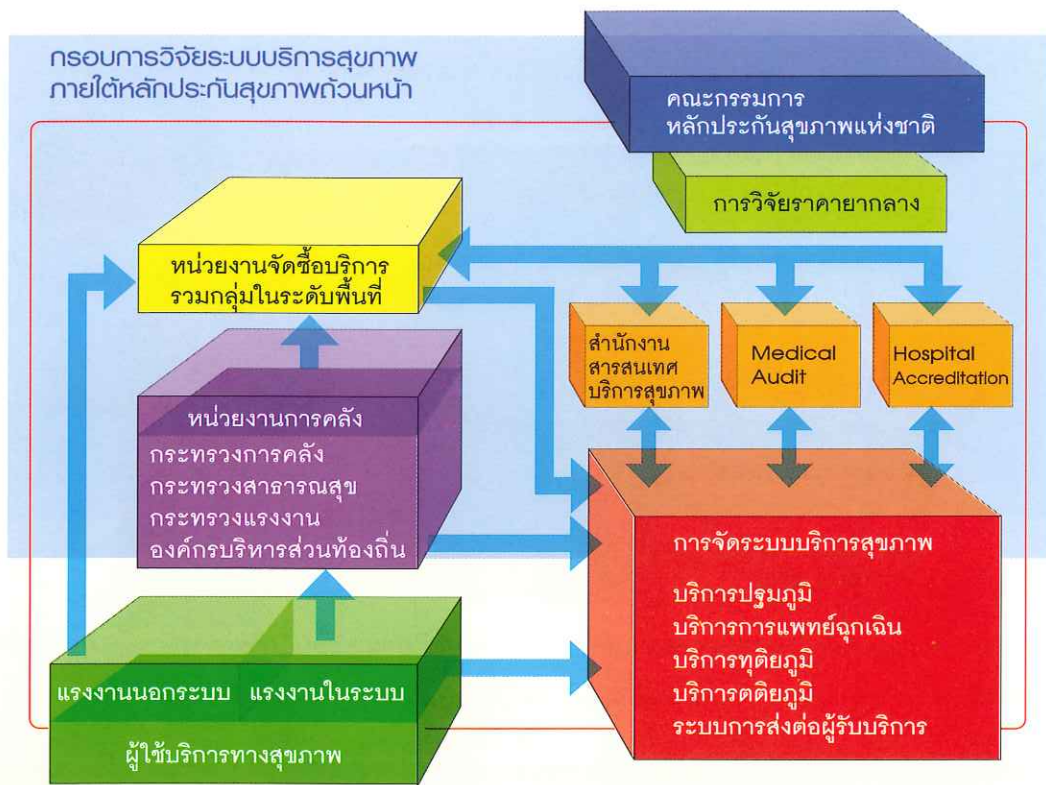 กรอบการวิจัยระบบบริการสุขภาพ
ภายใต้หลักประกันสุขภาพถ้วนหน้า
คณะกรรมการ
หลักประกันสุขภาพแห่งชาติ
การวิจัยราคายากลาง
หน่วยงานจัดซื้อบริการ
รวมกลุ่มในระดับพื้นที่
สำนักงาน
สารสนเทศ
บริการสุขภาพ
Medical
Audit
Hospital
Accreditation
หน่วยงานการคลัง
กระทรวงการคลัง
กระทรวงสาธารณสุข
กระทรวงแรงงาน
องค์กรบริหารส่วนท้องถิ่น
การจัดระบบบริการสุขภาพ
บริการปฐมภูมิ
บริการการแพทย์ฉุกเฉิน
บริการทุติยภูมิ
บริการตติยภูมิ
ระบบการส่งต่อผู้รับบริการ
แรงงานนอกระบบ แรงงานในระบบ
ผู้ใช้บริการทางสุขภาพ